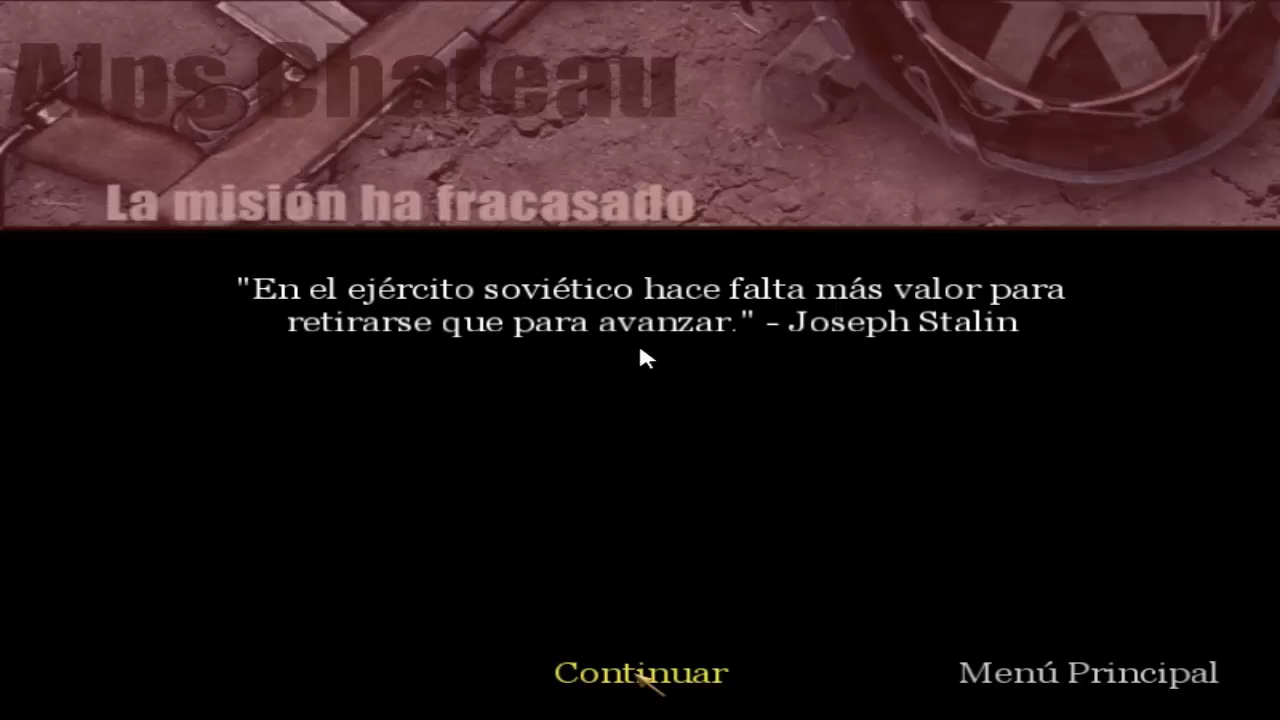 Alps Chateau
La misión ha fracasado
"En el ejército soviético hace falta más valor para
retirarse que para avanzar." - Joseph Stalin
Continuar
Menú Principal